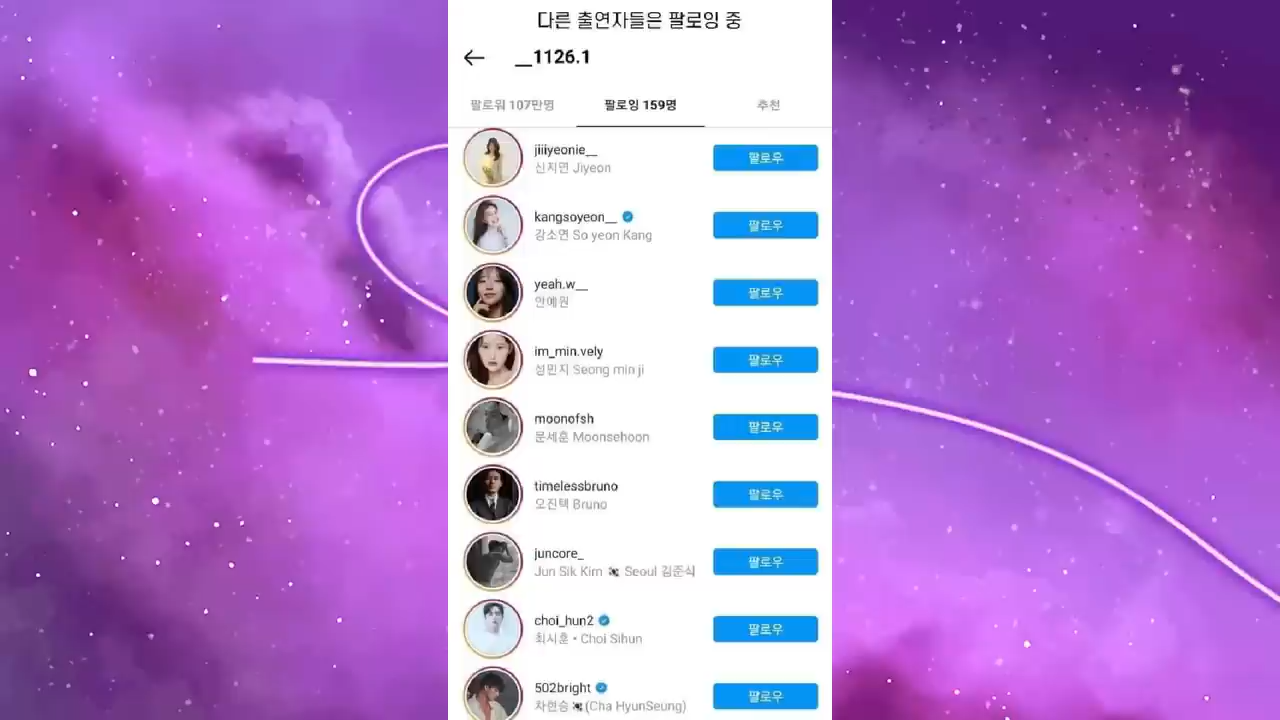 다른 출연자들은 팔로잉 중
__1126.1
팔로워 107만명 팔로잉 159명 추천
jiiiyeonie__
신지연 Jiyeon
팔로우
kangsoyeon__
강소연 So yeon Kang
팔로우
yeah.w__
안예원
팔로우
im_min.vely
성민지 Seong min ji
팔로우
moonofsh
문세훈 Moonsehoon
팔로우
timelessbruno
오진택 Bruno
팔로우
juncore_
Jun Sik Kim 🇰🇷 Seoul 김준식
팔로우
choi_hun2
최시훈 • Choi Sihun
팔로우
502bright
차현승🇰🇷(Cha HyunSeung)
팔로우